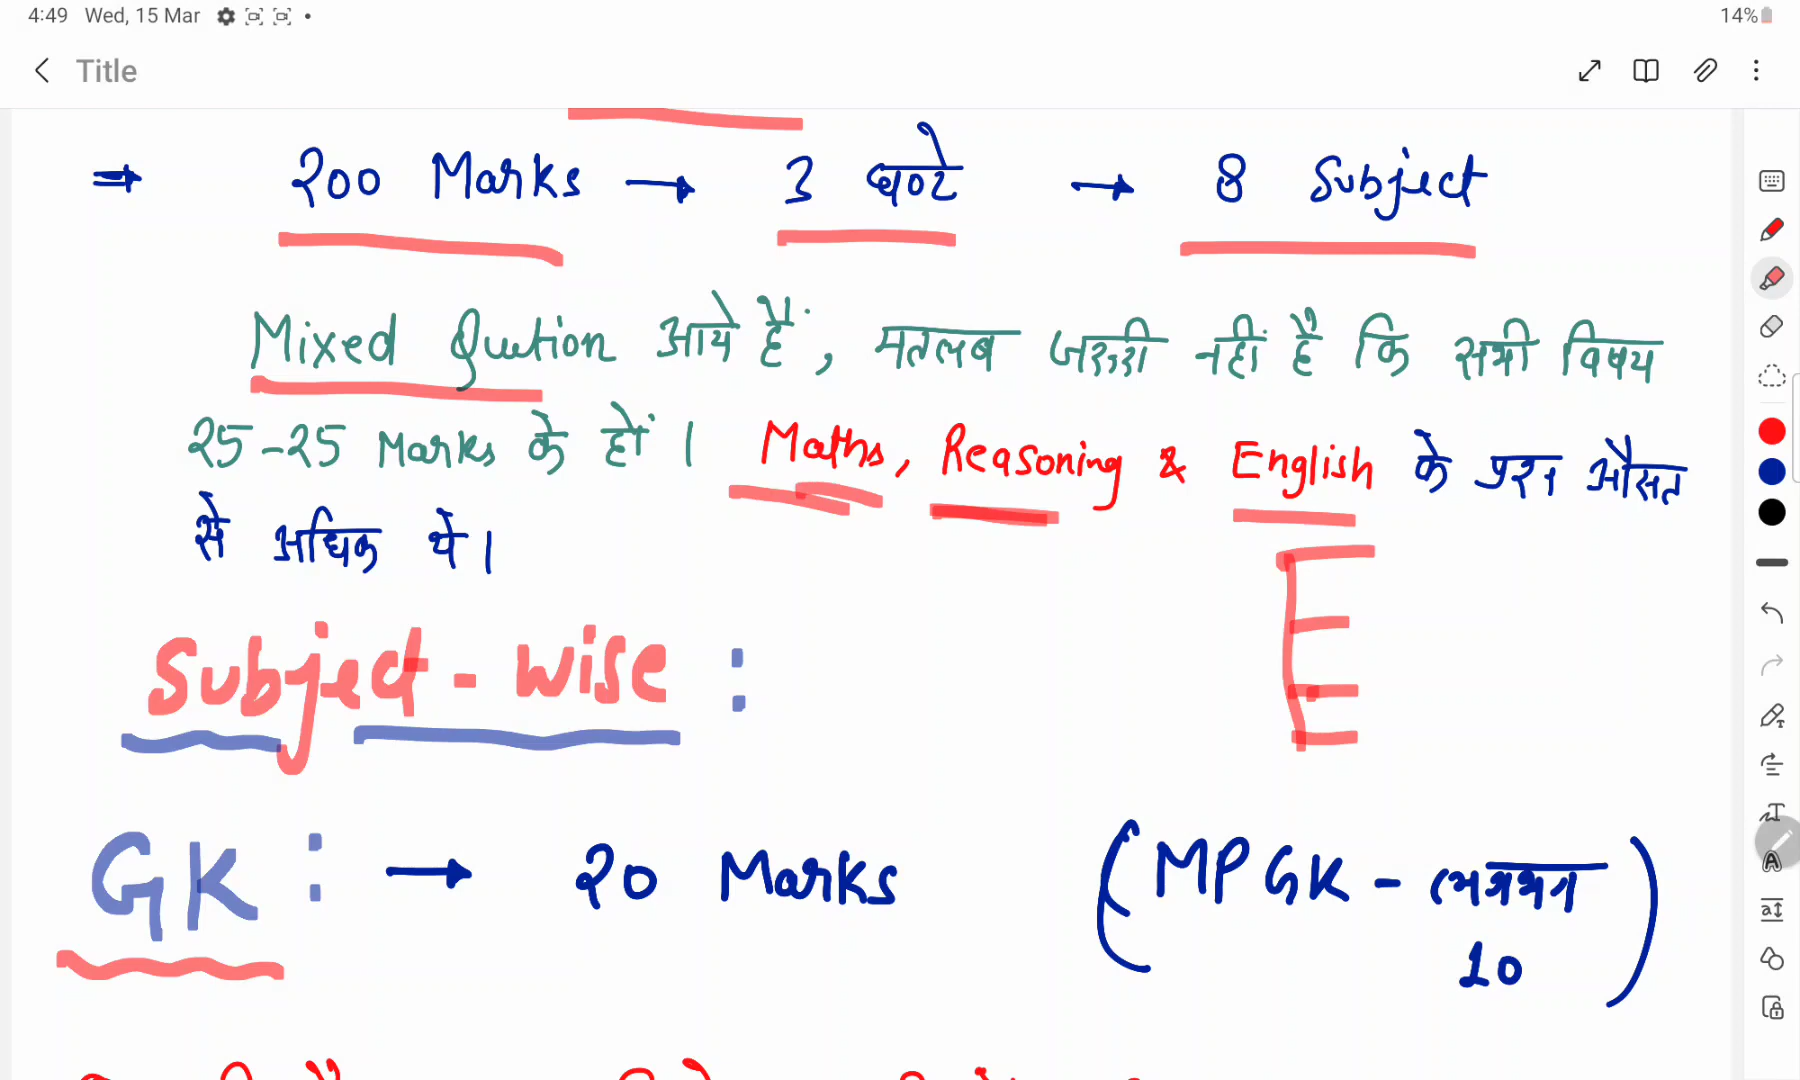 4:49 Wed, 15 Mar 14%
Title
⇒ 200 Marks → 3 घण्टे → 8 Subject
Mixed Qustion आये हैं, मतलब जरुरी नहीं है कि सभी विषय
25-25 Marks के हों। Maths, Reasoning & English के प्रश्न औसत
से अधिक थे।
E
Subject-wise :
GK : → 20 Marks (MPGK - लगभग
10)